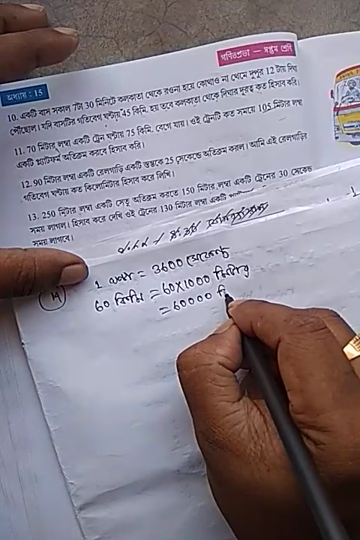 অধ্যায় : 15
গণিতপ্রভা — সপ্তম শ্রেণি
10. একটি বাস সকাল 7টা 30 মিনিটে কলকাতা থেকে রওনা হয়ে কোথাও না থেমে দুপুর 12 টায় দিঘা
পৌঁছোল। যদি বাসটির গতিবেগ ঘণ্টায় 45 কিমি. হয় তবে কলকাতা থেকে দিঘার দূরত্ব কত হিসাব করি।
11. 70 মিটার লম্বা একটি ট্রেন ঘণ্টায় 75 কিমি. বেগে যায়। ওই ট্রেনটি কত সময়ে 105 মিটার লম্বা
একটি প্ল্যাটফর্ম অতিক্রম করবে হিসাব করি।
12. 90 মিটার লম্বা একটি রেলগাড়ি একটি স্তম্ভকে 25 সেকেন্ডে অতিক্রম করল। আমি ওই রেলগাড়ির
গতিবেগ ঘণ্টায় কত কিলোমিটার হিসাব করে লিখি।
13. 250 মিটার লম্বা একটি সেতু অতিক্রম করতে 150 মিটার লম্বা একটি ট্রেনের 30 সেকেন্ড
সময় লাগল। হিসাব করে দেখি ওই ট্রেনের 130 মিটার লম্বা একটি
সময় লাগবে।
14
1 ঘণ্টা = 3600 সেকেন্ড
60 কিমি = 60X1000 মিটার
= 60000 মি